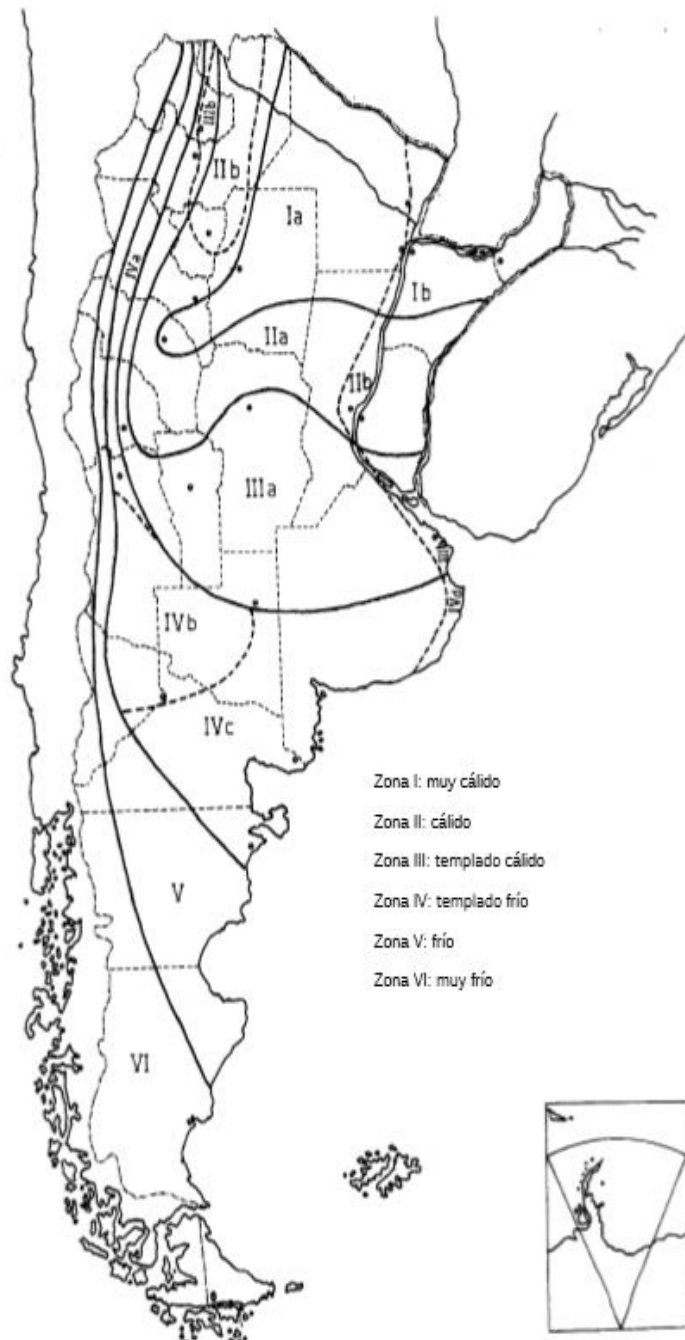 IIIb
IIb
Ia
IVa
Ib
IIa
IIb
IIIa
IVd
IVb
IVc
Zona I: muy cálido
Zona II: cálido
Zona III: templado cálido
Zona IV: templado frío
Zona V: frío
Zona VI: muy frío
V
VI